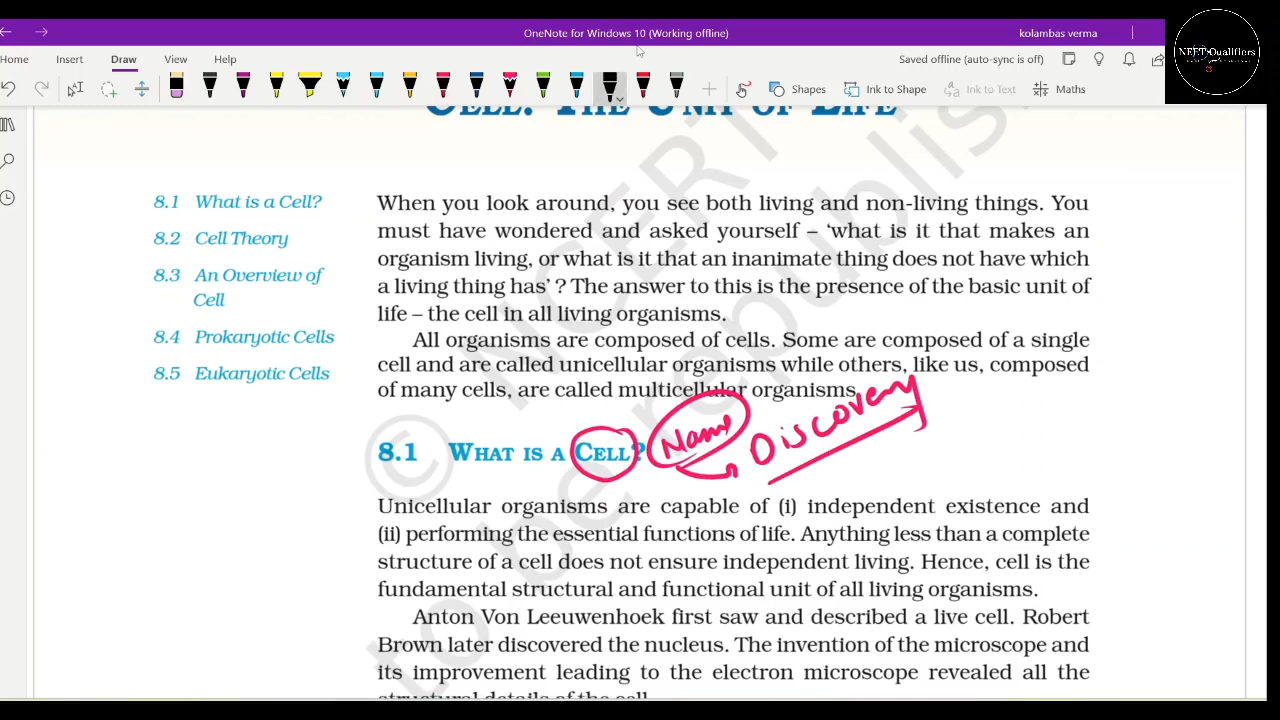 OneNote for Windows 10 (Working offline)
kolambas verma
NEET Qualifiers
Home Insert Draw View Help
Saved offline (auto-sync is off)
Shapes Ink to Shape Ink to Text Maths
CELL: THE UNIT OF LIFE
8.1 What is a Cell?
8.2 Cell Theory
8.3 An Overview of
Cell
8.4 Prokaryotic Cells
8.5 Eukaryotic Cells
When you look around, you see both living and non-living things. You
must have wondered and asked yourself – ‘what is it that makes an
organism living, or what is it that an inanimate thing does not have which
a living thing has’ ? The answer to this is the presence of the basic unit of
life – the cell in all living organisms.
All organisms are composed of cells. Some are composed of a single
cell and are called unicellular organisms while others, like us, composed
of many cells, are called multicellular organisms.
8.1 WHAT IS A CELL?
Name Discovery
Unicellular organisms are capable of (i) independent existence and
(ii) performing the essential functions of life. Anything less than a complete
structure of a cell does not ensure independent living. Hence, cell is the
fundamental structural and functional unit of all living organisms.
Anton Von Leeuwenhoek first saw and described a live cell. Robert
Brown later discovered the nucleus. The invention of the microscope and
its improvement leading to the electron microscope revealed all the
structural details of the cell.
© NCERT
to be republis